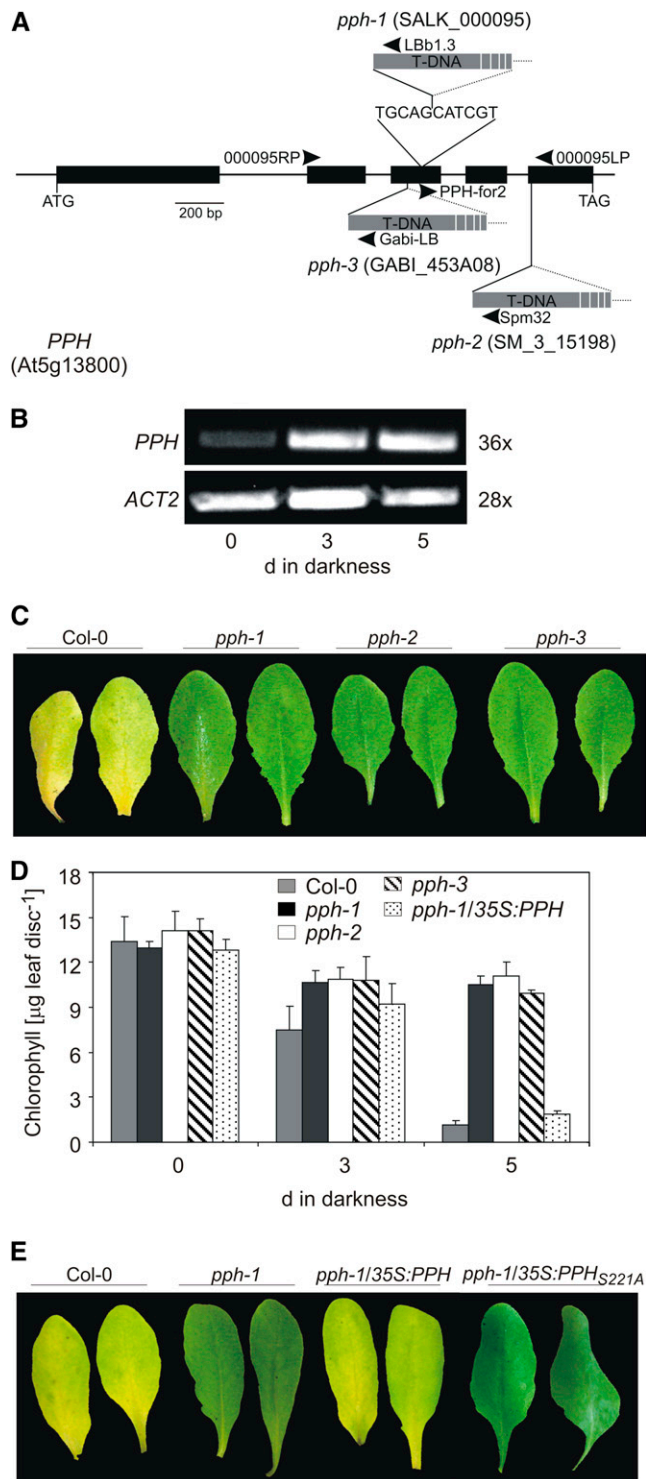 A
pph-1 (SALK_000095)
LBb1.3
T-DNA
TGCAGCATCGT
000095RP
000095LP
PPH-for2
ATG
200 bp
TAG
T-DNA
Gabi-LB
pph-3 (GABI_453A08)
T-DNA
Spm32
pph-2 (SM_3_15198)
PPH
(At5g13800)
B
PPH
36x
ACT2
28x
0 3 5
d in darkness
C
Col-0 pph-1 pph-2 pph-3
D
18
15
12
9
6
3
0
Chlorophyll [µg leaf disc⁻¹]
Col-0
pph-1
pph-2
pph-3
pph-1/35S:PPH
0 3 5
d in darkness
E
Col-0 pph-1 pph-1/35S:PPH pph-1/35S:PPH_S221A